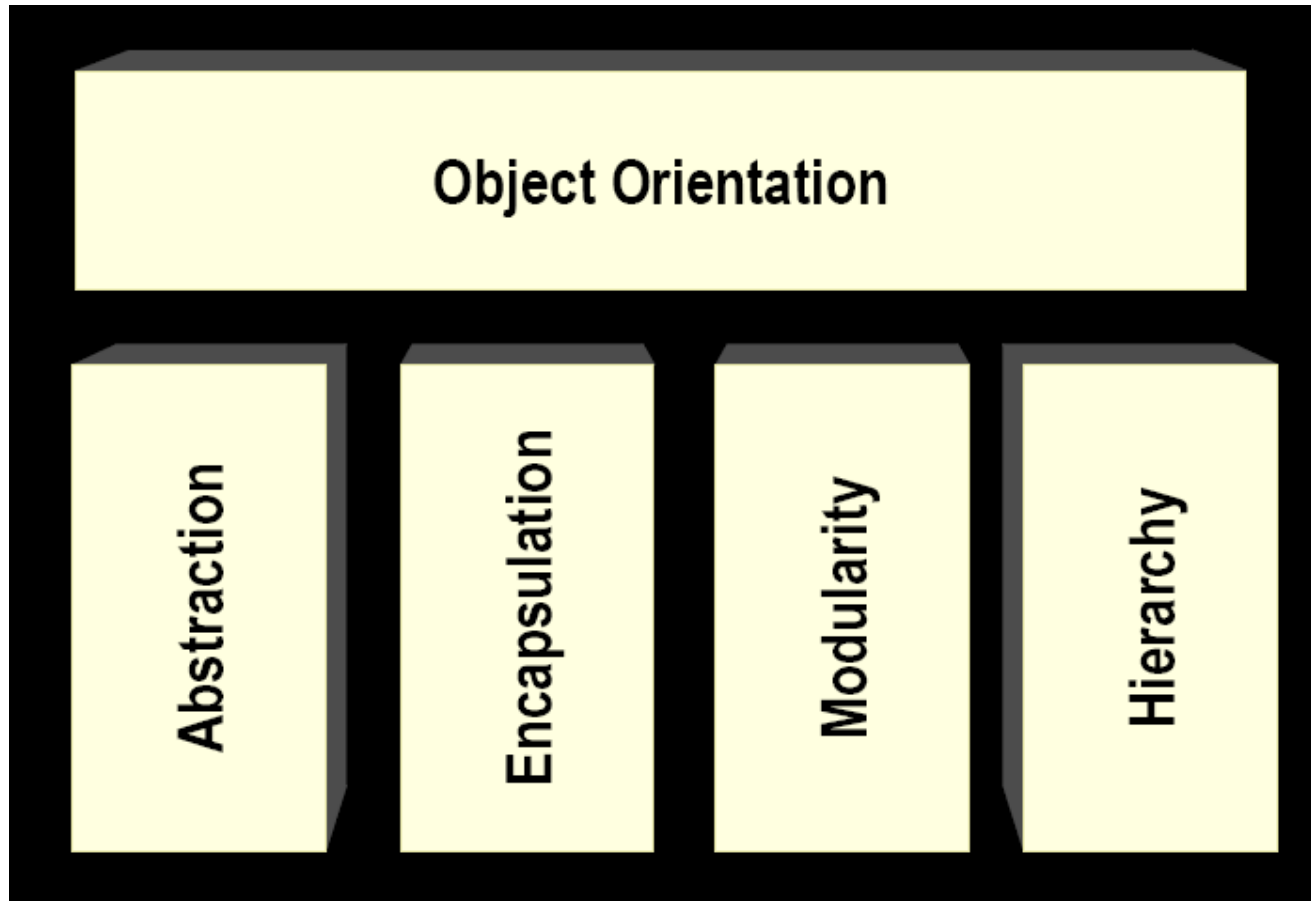 Object Orientation
Abstraction
Encapsulation
Modularity
Hierarchy